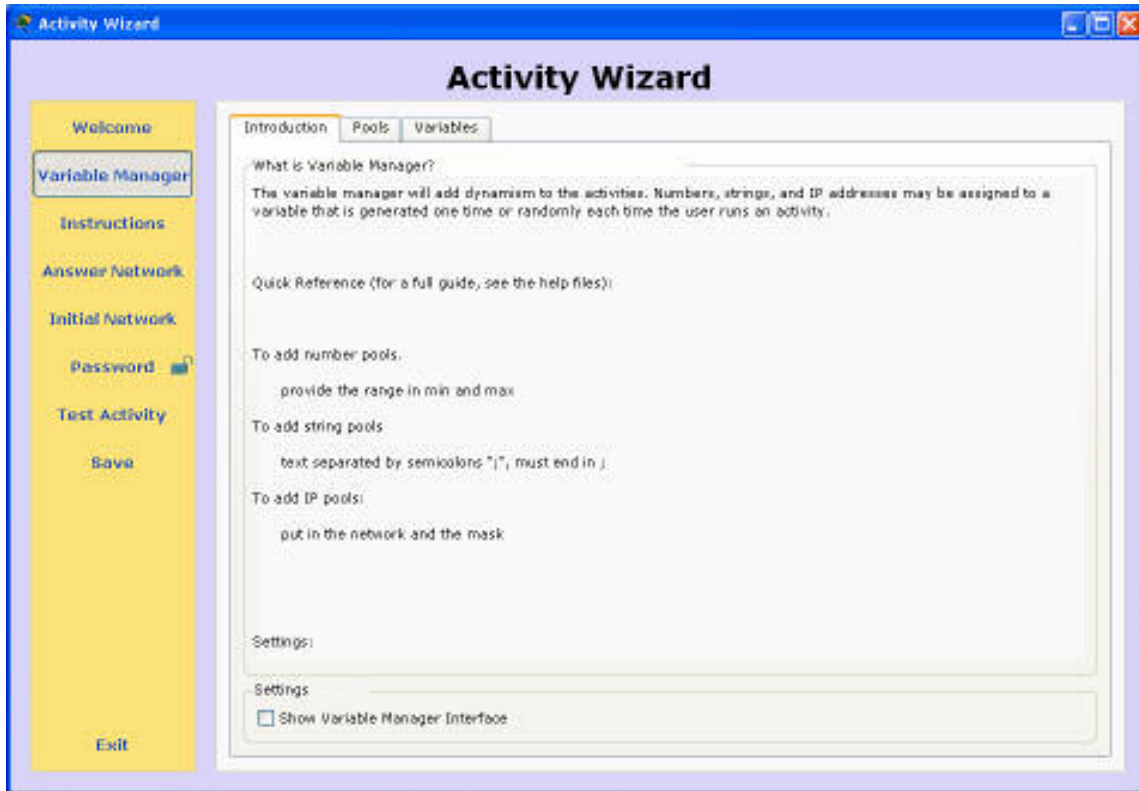 Activity Wizard
Activity Wizard
Welcome
Variable Manager
Instructions
Answer Network
Initial Network
Password
Test Activity
Save
Exit
Introduction Pools Variables
What is Variable Manager?
The variable manager will add dynamism to the activities. Numbers, strings, and IP addresses may be assigned to a
variable that is generated one time or randomly each time the user runs an activity.
Quick Reference (for a full guide, see the help files):
To add number pools.
provide the range in min and max
To add string pools
text separated by semicolons ";", must end in ;
To add IP pools:
put in the network and the mask
Settings:
Settings
Show Variable Manager Interface